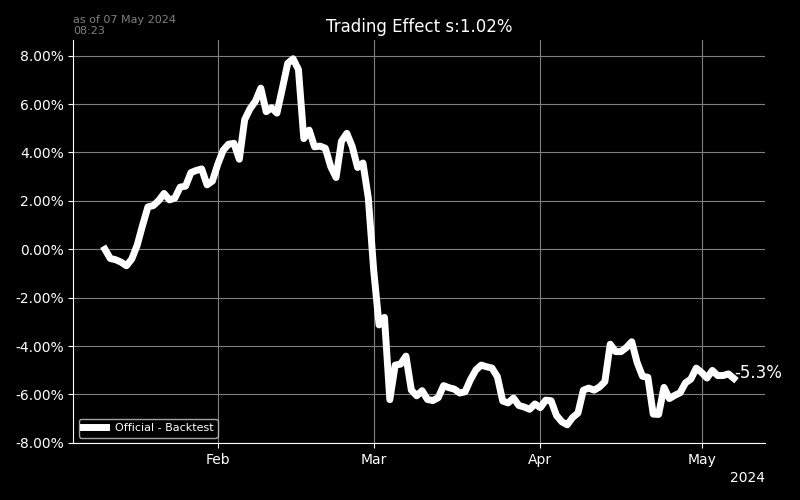 as of 07 May 2024
08:23
Trading Effect s:1.02%
8.00%
6.00%
4.00%
2.00%
0.00%
-2.00%
-4.00%
-6.00%
-8.00%
-5.3%
Official - Backtest
Feb
Mar
Apr
May
2024